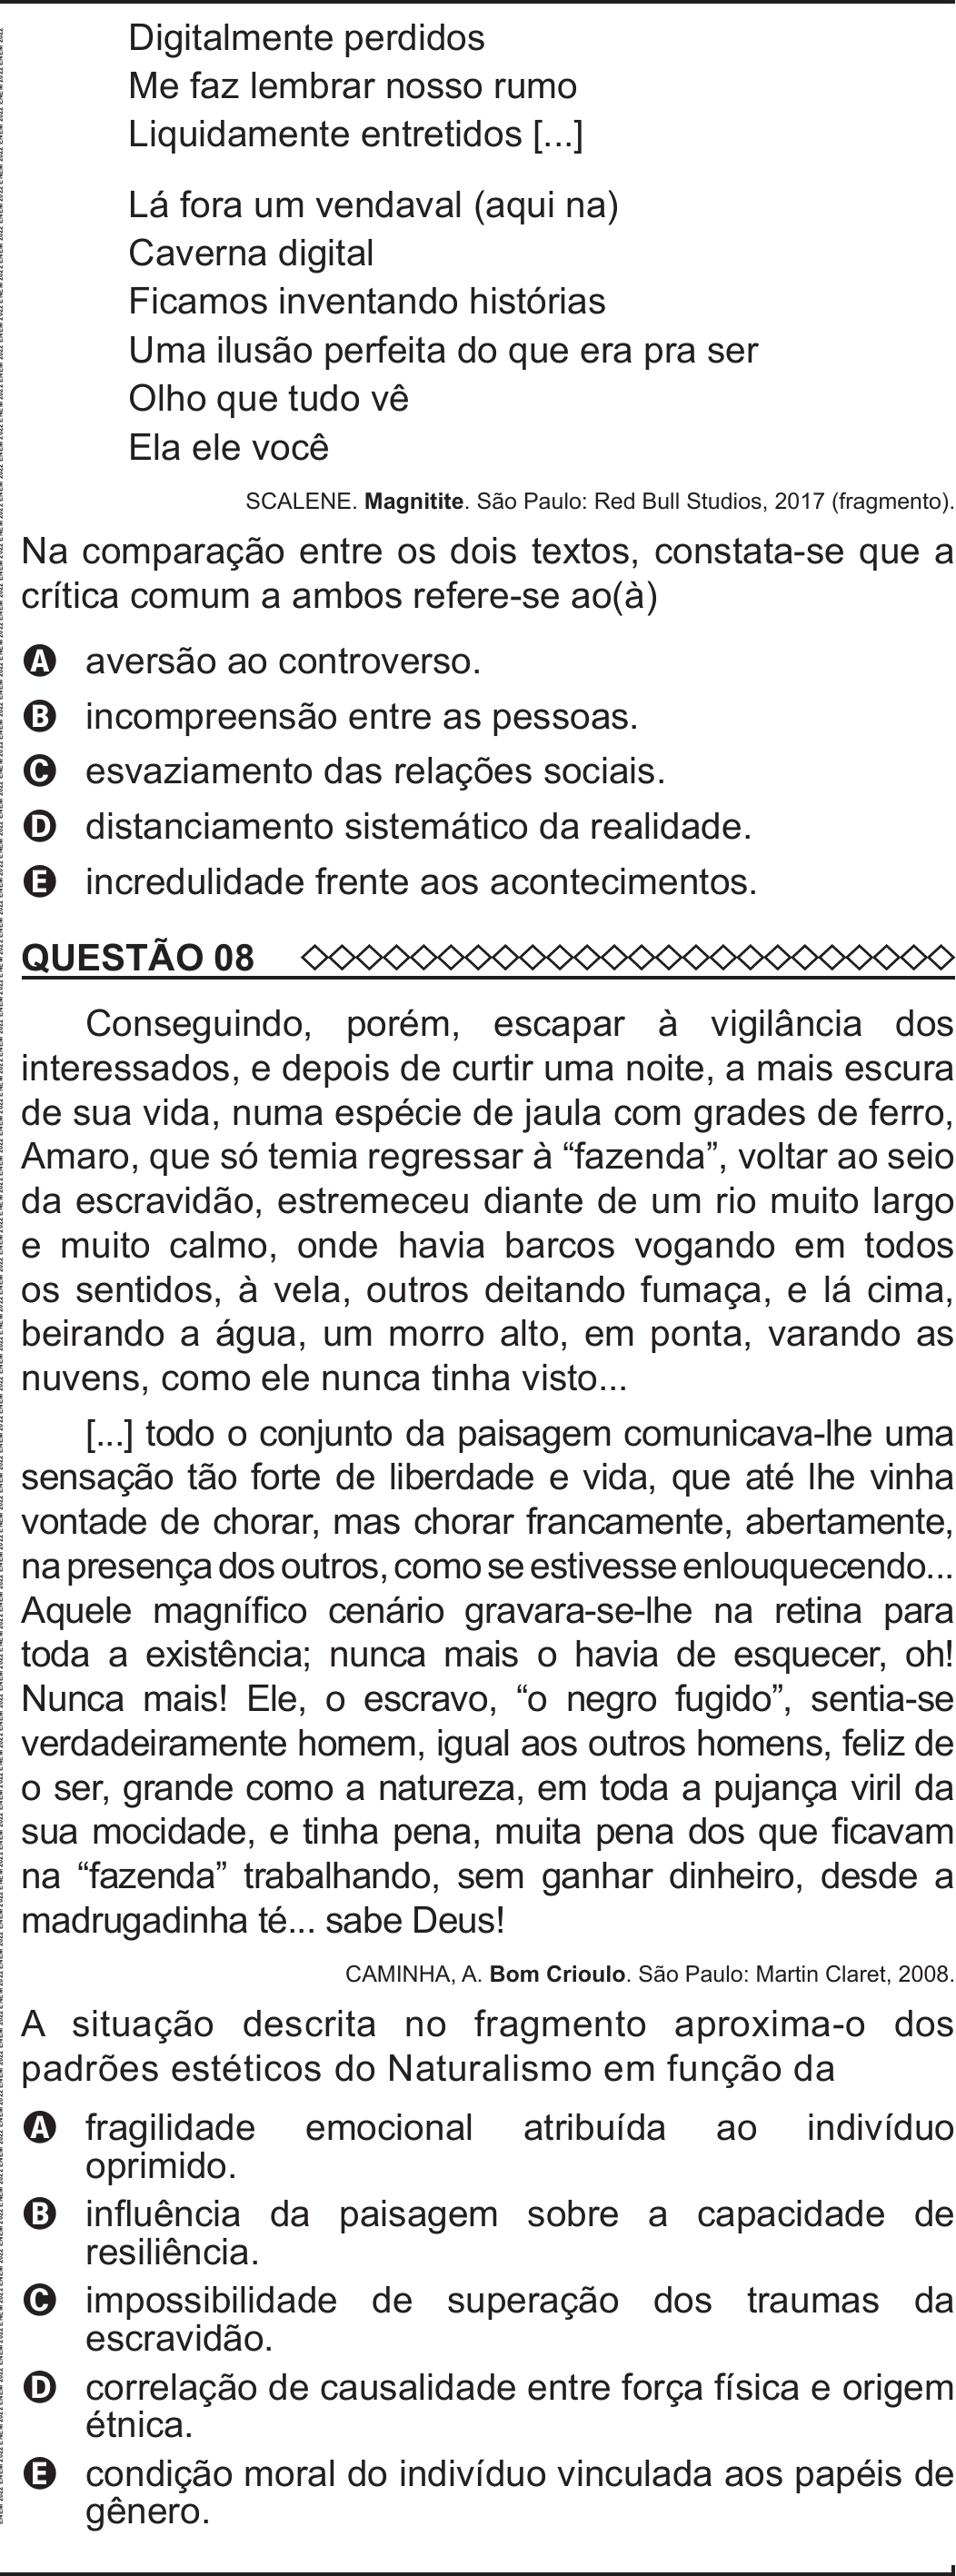 Digitalmente perdidos
Me faz lembrar nosso rumo
Liquidamente entretidos [...]
Lá fora um vendaval (aqui na)
Caverna digital
Ficamos inventando histórias
Uma ilusão perfeita do que era pra ser
Olho que tudo vê
Ela ele você
SCALENE. Magnitite. São Paulo: Red Bull Studios, 2017 (fragmento).
Na comparação entre os dois textos, constata-se que a
crítica comum a ambos refere-se ao(à)
A aversão ao controverso.
B incompreensão entre as pessoas.
C esvaziamento das relações sociais.
D distanciamento sistemático da realidade.
E incredulidade frente aos acontecimentos.
QUESTÃO 08
Conseguindo, porém, escapar à vigilância dos
interessados, e depois de curtir uma noite, a mais escura
de sua vida, numa espécie de jaula com grades de ferro,
Amaro, que só temia regressar à “fazenda”, voltar ao seio
da escravidão, estremeceu diante de um rio muito largo
e muito calmo, onde havia barcos vogando em todos
os sentidos, à vela, outros deitando fumaça, e lá cima,
beirando a água, um morro alto, em ponta, varando as
nuvens, como ele nunca tinha visto...
[...] todo o conjunto da paisagem comunicava-lhe uma
sensação tão forte de liberdade e vida, que até lhe vinha
vontade de chorar, mas chorar francamente, abertamente,
na presença dos outros, como se estivesse enlouquecendo...
Aquele magnífico cenário gravara-se-lhe na retina para
toda a existência; nunca mais o havia de esquecer, oh!
Nunca mais! Ele, o escravo, “o negro fugido”, sentia-se
verdadeiramente homem, igual aos outros homens, feliz de
o ser, grande como a natureza, em toda a pujança viril da
sua mocidade, e tinha pena, muita pena dos que ficavam
na “fazenda” trabalhando, sem ganhar dinheiro, desde a
madrugadinha té... sabe Deus!
CAMINHA, A. Bom Crioulo. São Paulo: Martin Claret, 2008.
A situação descrita no fragmento aproxima-o dos
padrões estéticos do Naturalismo em função da
A fragilidade emocional atribuída ao indivíduo
oprimido.
B influência da paisagem sobre a capacidade de
resiliência.
C impossibilidade de superação dos traumas da
escravidão.
D correlação de causalidade entre força física e origem
étnica.
E condição moral do indivíduo vinculada aos papéis de
gênero.